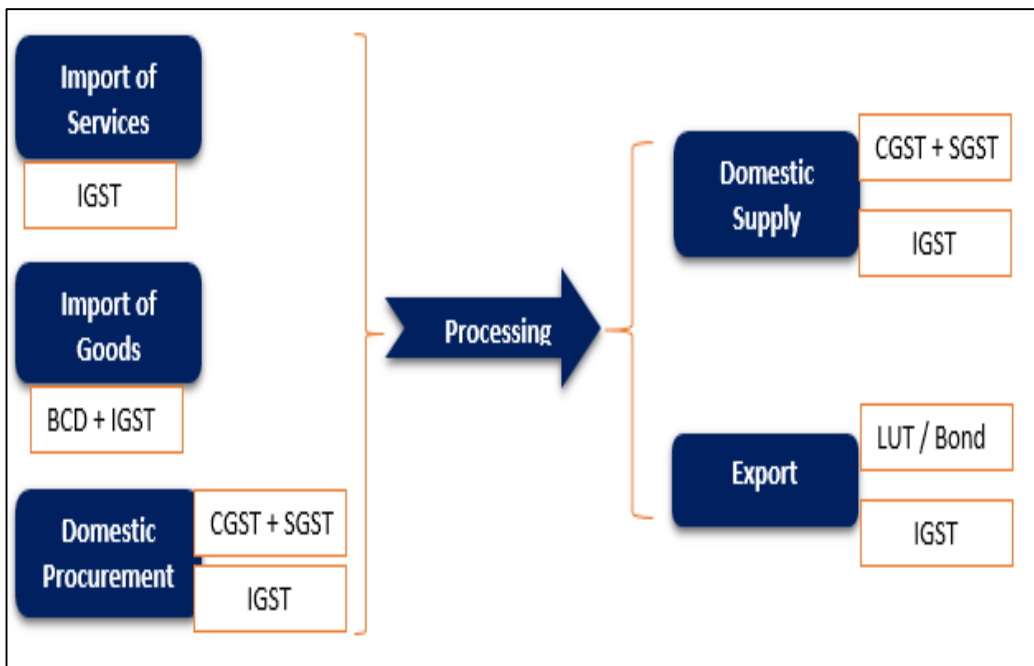 Import of
Services
IGST
Import of
Goods
BCD + IGST
Domestic
Procurement
CGST + SGST
IGST
Processing
Domestic
Supply
CGST + SGST
IGST
Export
LUT / Bond
IGST